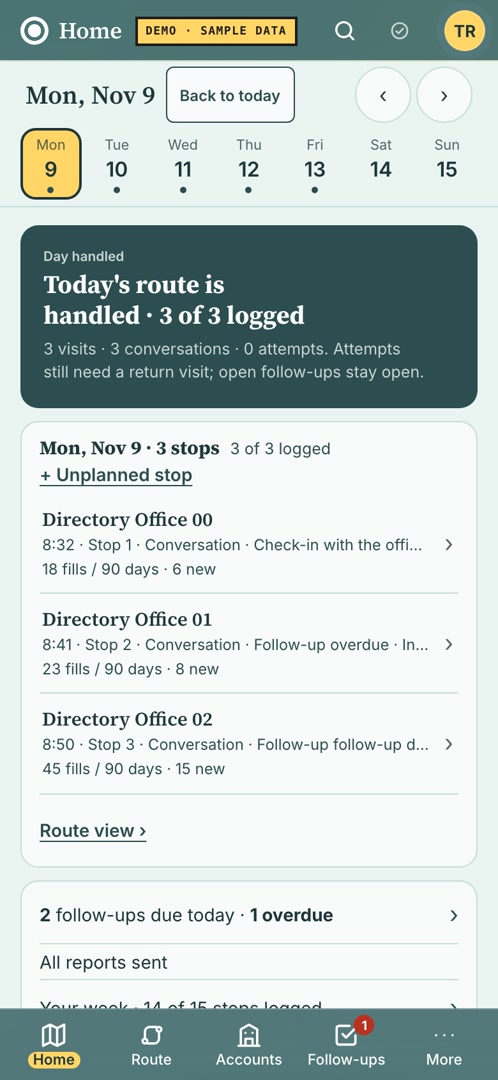 Home
DEMO · SAMPLE DATA
TR
Mon, Nov 9
Back to today
‹ ›
Mon Tue Wed Thu Fri Sat Sun
9 10 11 12 13 14 15
Day handled
Today's route is
handled · 3 of 3 logged
3 visits · 3 conversations · 0 attempts. Attempts
still need a return visit; open follow-ups stay open.
Mon, Nov 9 · 3 stops 3 of 3 logged
+ Unplanned stop
Directory Office 00
8:32 · Stop 1 · Conversation · Check-in with the offi... ›
18 fills / 90 days · 6 new
Directory Office 01
8:41 · Stop 2 · Conversation · Follow-up overdue · In... ›
23 fills / 90 days · 8 new
Directory Office 02
8:50 · Stop 3 · Conversation · Follow-up follow-up d... ›
45 fills / 90 days · 15 new
Route view ›
2 follow-ups due today · 1 overdue ›
All reports sent
Your week · 14 of 15 stops logged ›
1
Home Route Accounts Follow-ups More